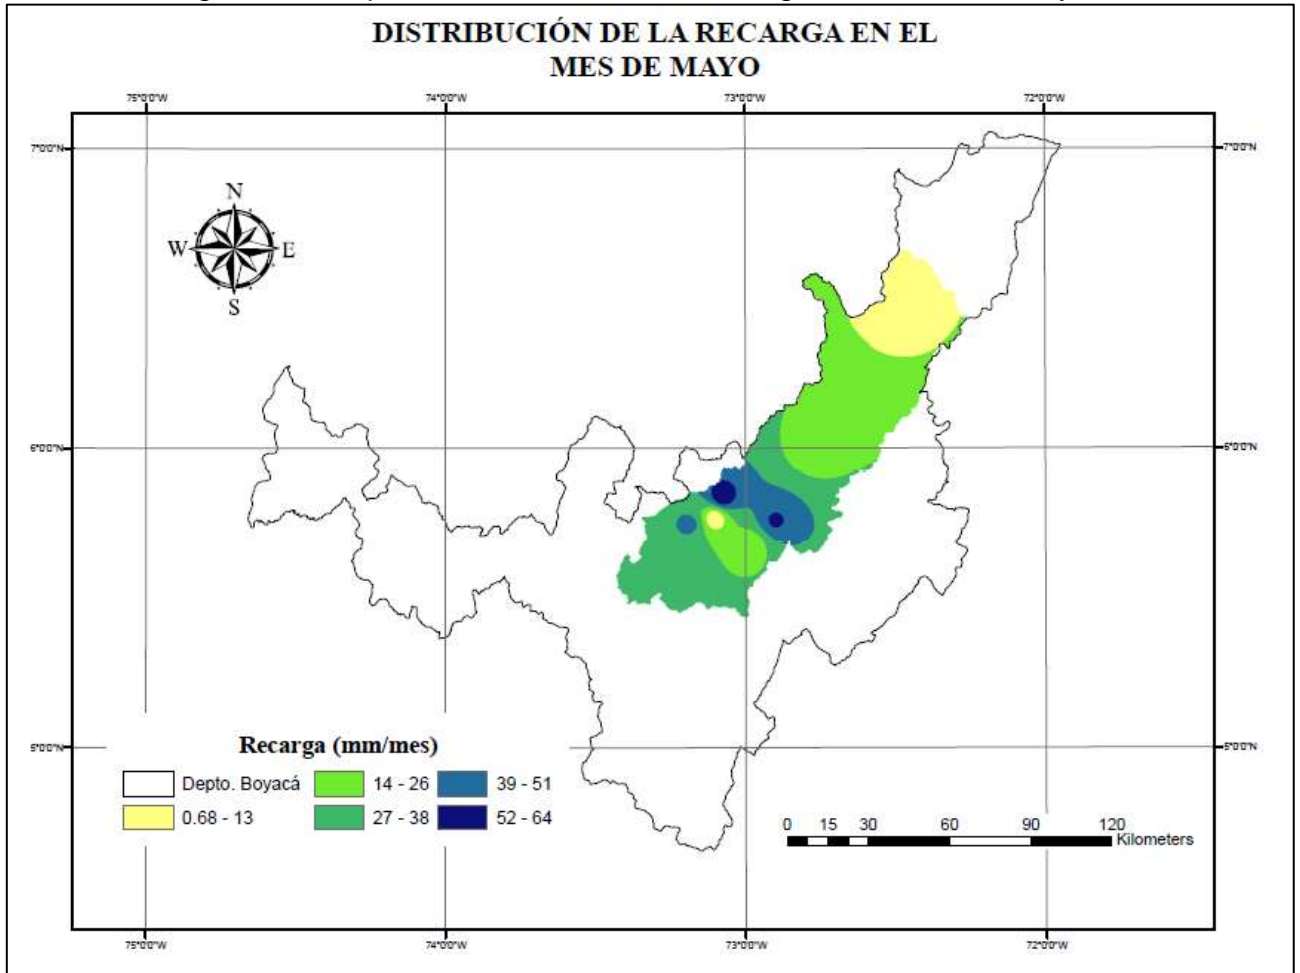 DISTRIBUCIÓN DE LA RECARGA EN EL
MES DE MAYO
75°0'0"W 74°0'0"W 73°0'0"W 72°0'0"W
7°0'0"N 7°0'0"N
N
W E
S
6°0'0"N 6°0'0"N
5°0'0"N 5°0'0"N
Recarga (mm/mes)
Depto. Boyacá 14 - 26 39 - 51
0.68 - 13 27 - 38 52 - 64
0 15 30 60 90 120
Kilometers
75°0'0"W 74°0'0"W 73°0'0"W 72°0'0"W